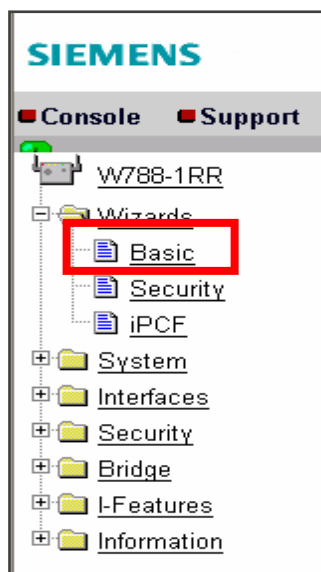 SIEMENS
Console Support
W788-1RR
Wizards
Basic
Security
iPCF
System
Interfaces
Security
Bridge
I-Features
Information